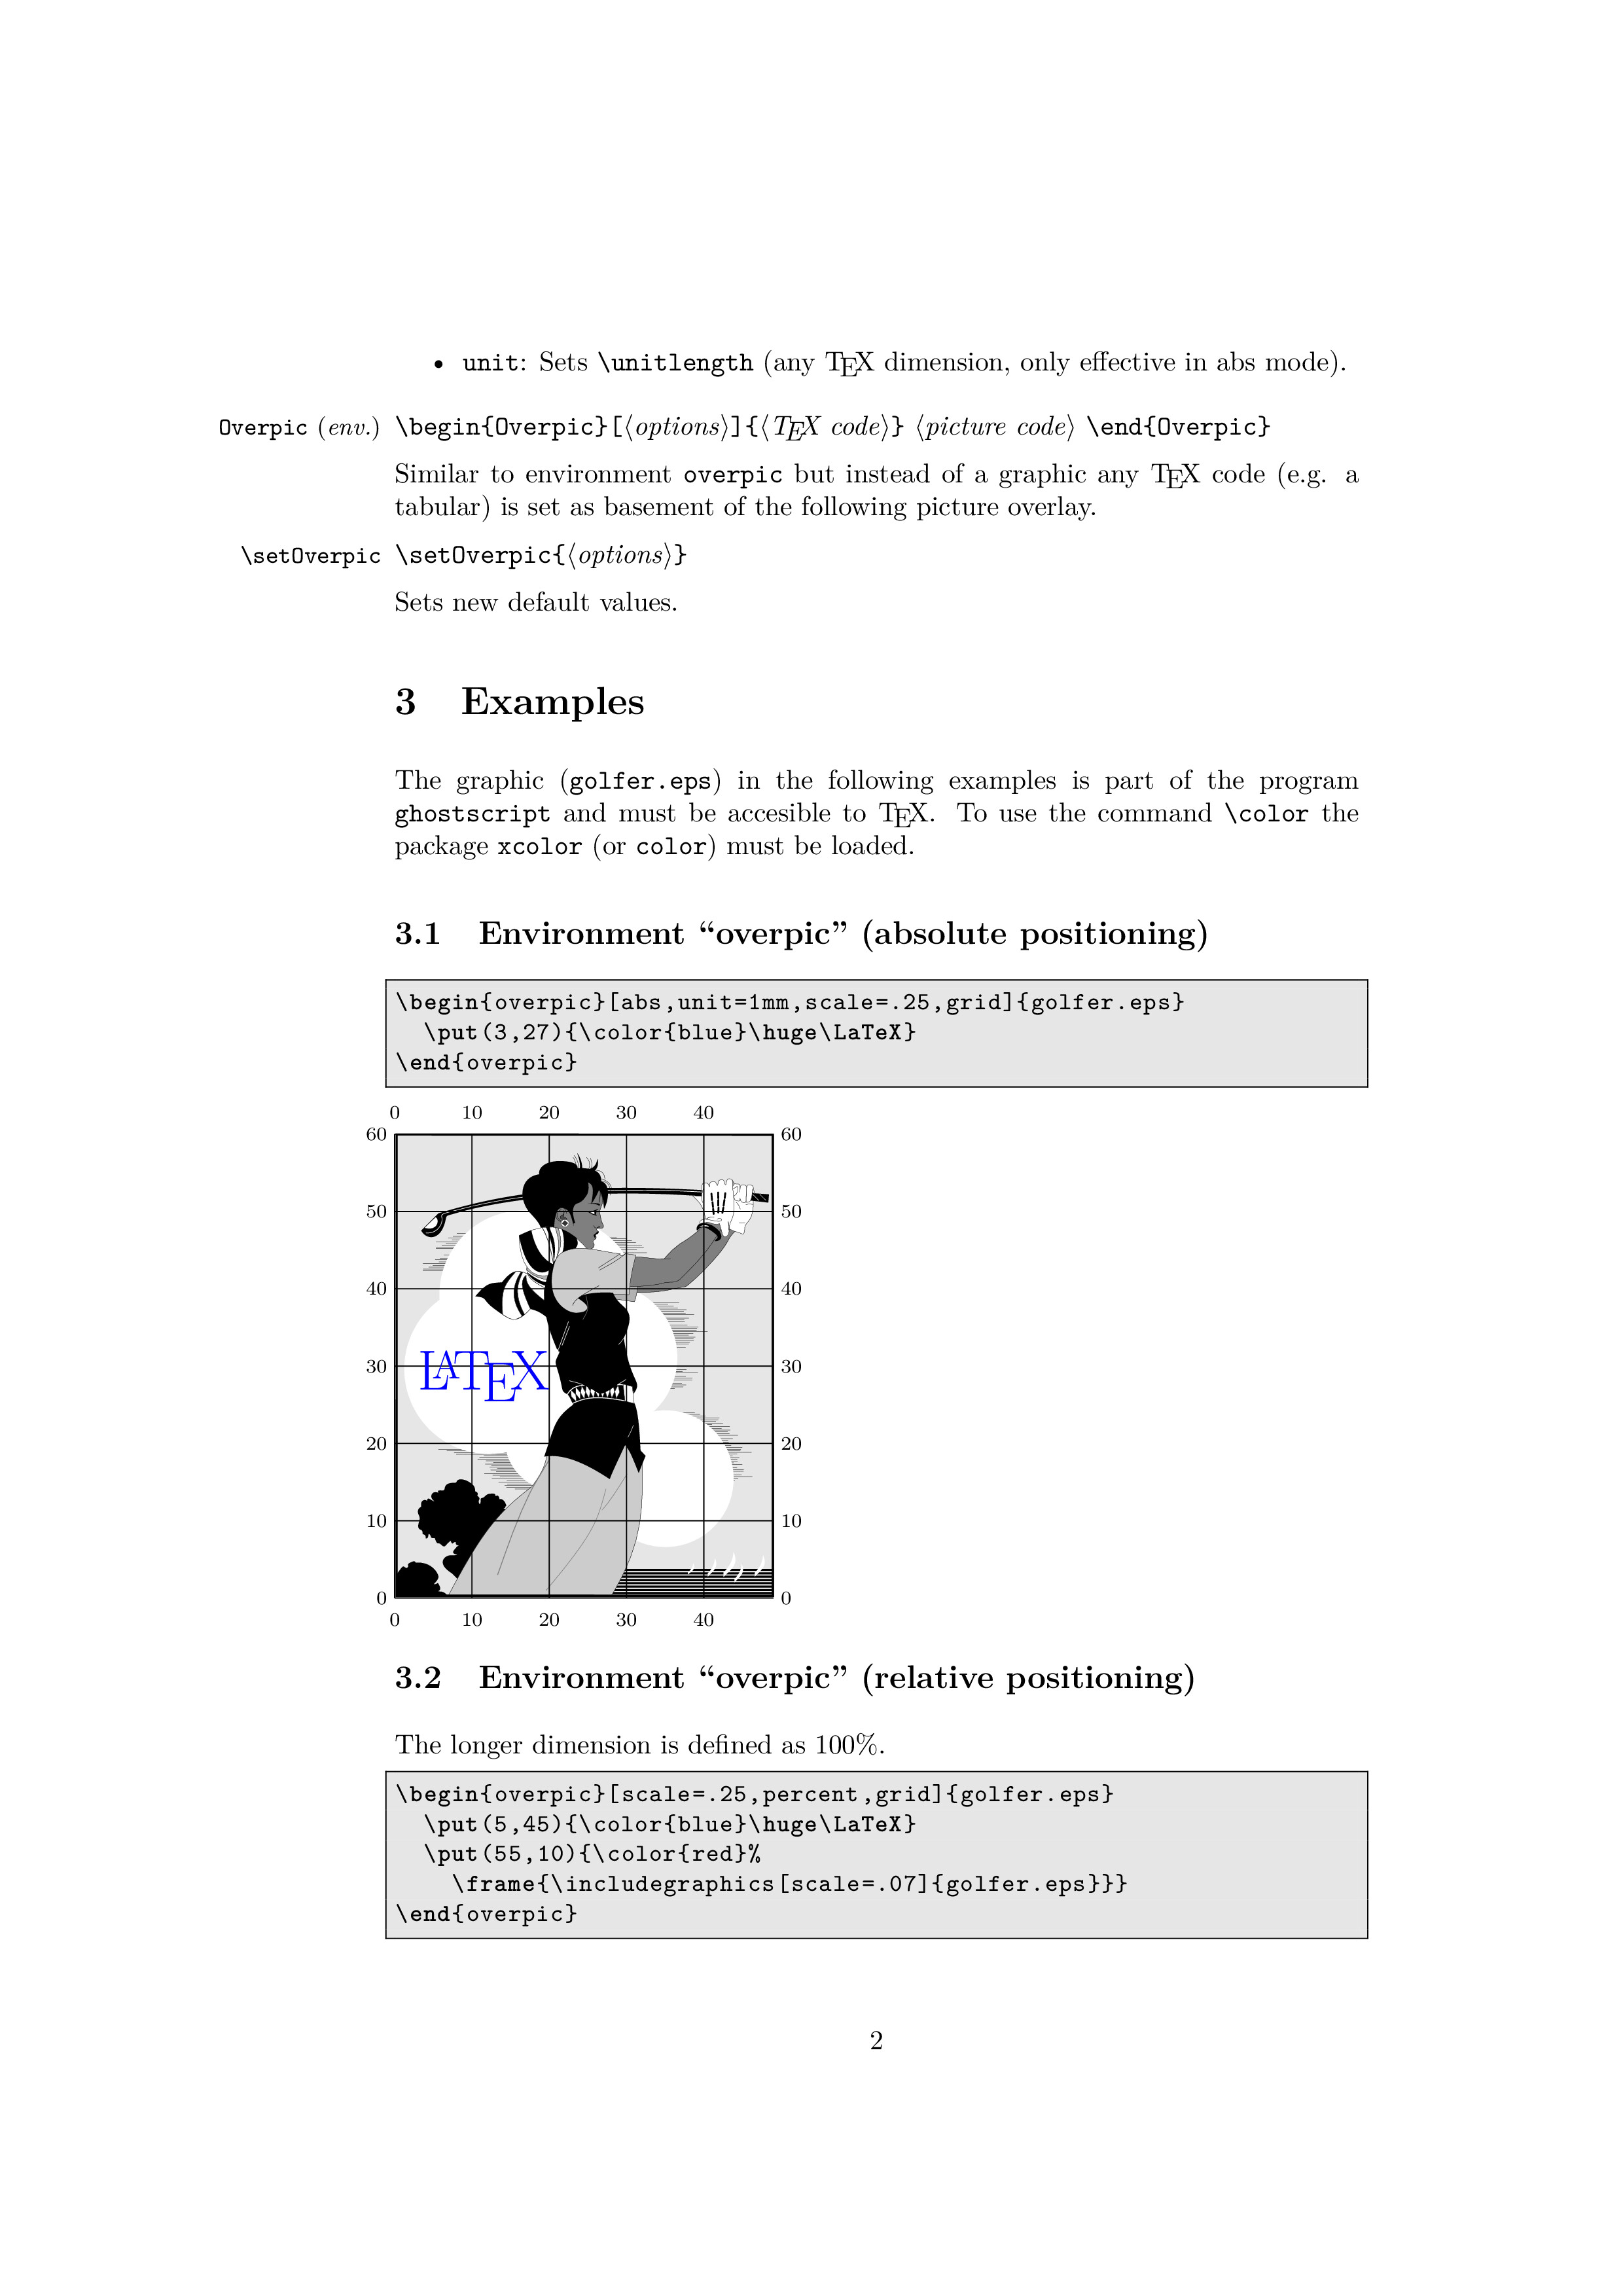 • unit: Sets \unitlength (any TEX dimension, only effective in abs mode).
Overpic (env.) \begin{Overpic}[⟨options⟩]{⟨TEX code⟩} ⟨picture code⟩ \end{Overpic}
Similar to environment overpic but instead of a graphic any TEX code (e.g. a
tabular) is set as basement of the following picture overlay.
\setOverpic \setOverpic{⟨options⟩}
Sets new default values.
3 Examples
The graphic (golfer.eps) in the following examples is part of the program
ghostscript and must be accesible to TEX. To use the command \color the
package xcolor (or color) must be loaded.
3.1 Environment “overpic” (absolute positioning)
\begin{overpic}[abs,unit=1mm,scale=.25,grid]{golfer.eps}
\put(3,27){\color{blue}\huge\LaTeX}
\end{overpic}
0 10 20 30 40
60 60
50 50
40 40
LATEX
30 30
20 20
10 10
0 0
0 10 20 30 40
3.2 Environment “overpic” (relative positioning)
The longer dimension is defined as 100%.
\begin{overpic}[scale=.25,percent,grid]{golfer.eps}
\put(5,45){\color{blue}\huge\LaTeX}
\put(55,10){\color{red}%
\frame{\includegraphics[scale=.07]{golfer.eps}}}
\end{overpic}
2